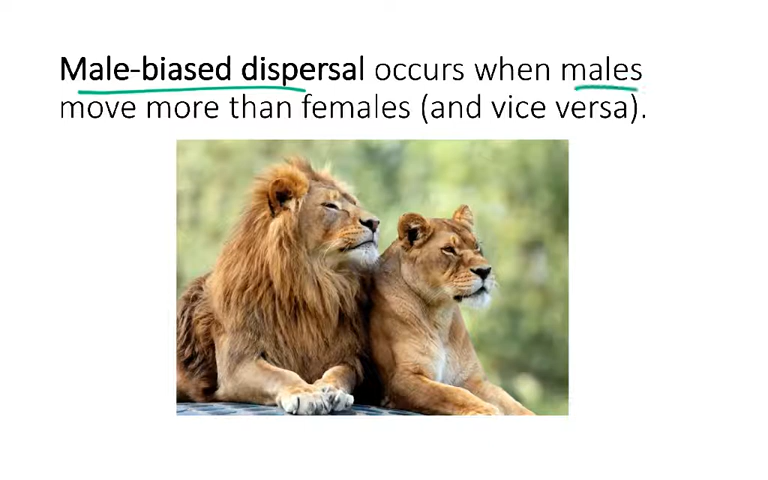 Male-biased dispersal occurs when males
move more than females (and vice versa).